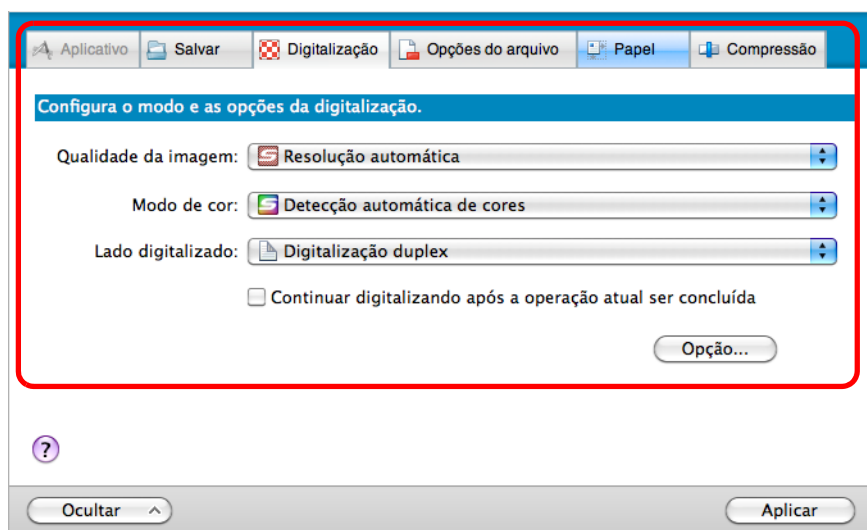 Aplicativo Salvar Digitalização Opções do arquivo Papel Compressão
Configura o modo e as opções da digitalização.
Qualidade da imagem: Resolução automática
Modo de cor: Detecção automática de cores
Lado digitalizado: Digitalização duplex
Continuar digitalizando após a operação atual ser concluída
Opção...
?
Ocultar Aplicar